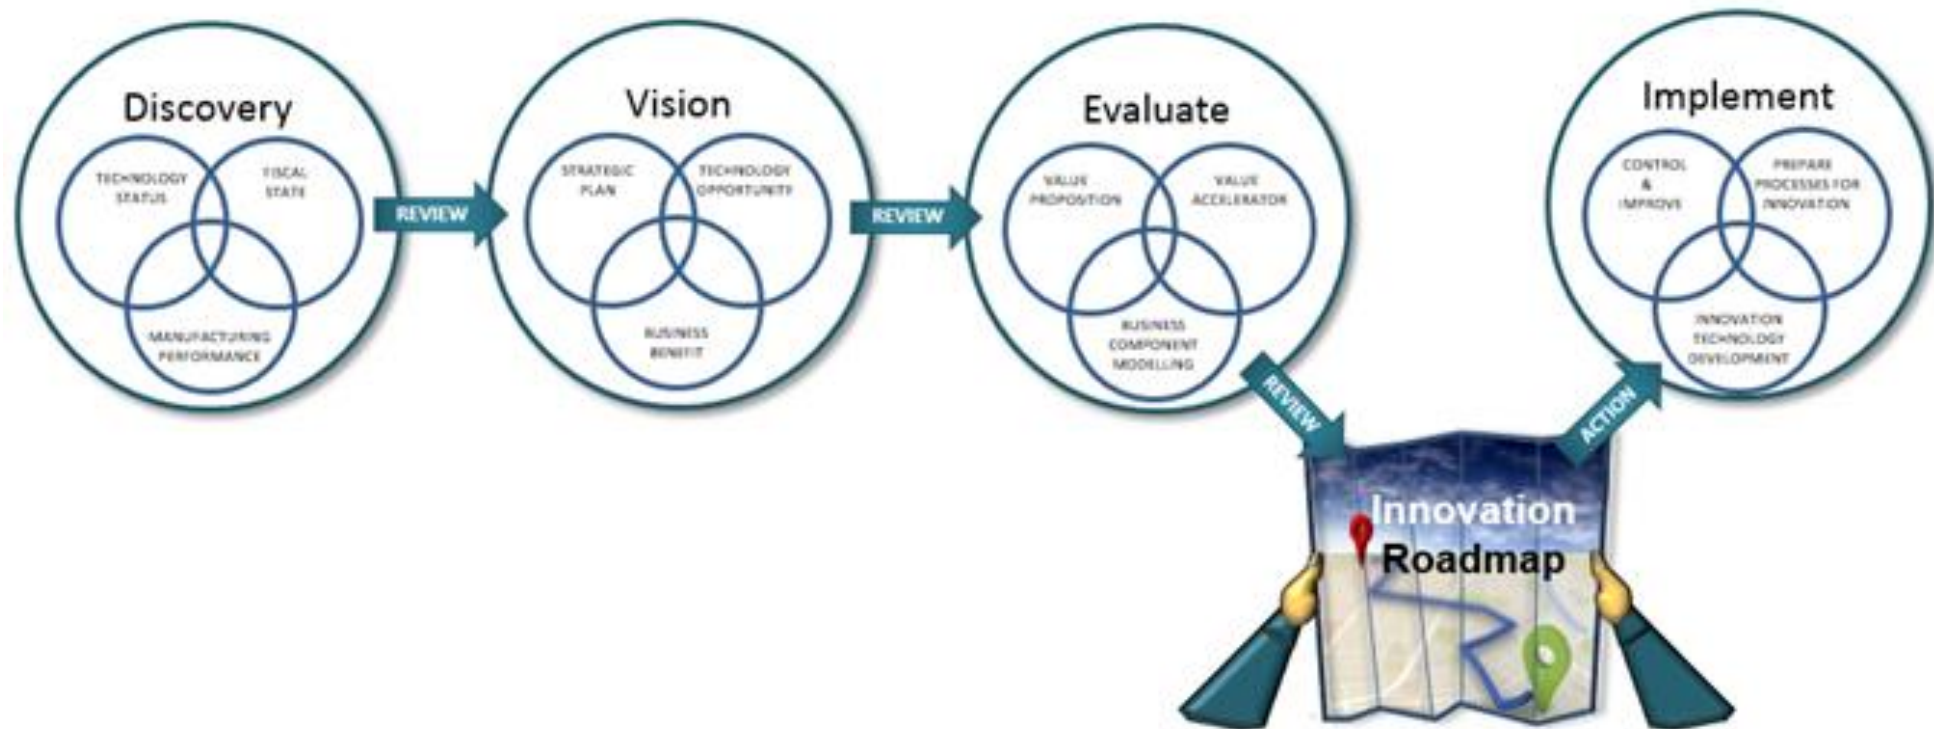 Discovery
TECHNOLOGY
STATUS
FISCAL
STATE
MANUFACTURING
PERFORMANCE
REVIEW
Vision
STRATEGIC
PLAN
TECHNOLOGY
OPPORTUNITY
BUSINESS
BENEFIT
REVIEW
Evaluate
VALUE
PROPOSITION
VALUE
ACCELERATOR
BUSINESS
COMPONENT
MODELLING
REVIEW
Innovation
Roadmap
ACTION
Implement
CONTROL
&
IMPROVE
PREPARE
PROCESSES FOR
INNOVATION
INNOVATION
TECHNOLOGY
DEVELOPMENT